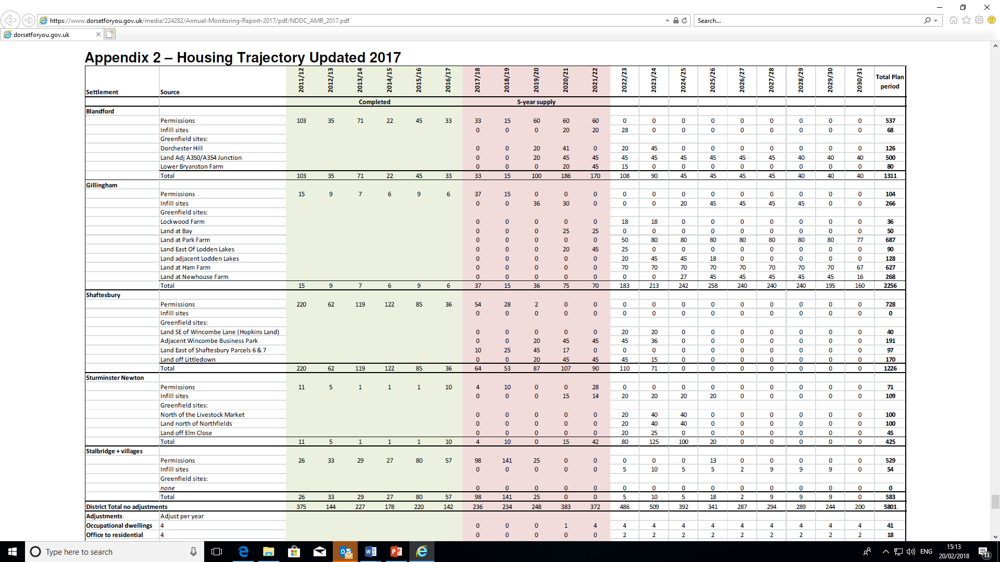 https://www.dorsetforyou.gov.uk/media/224282/Annual-Monitoring-Report-2017/pdf/NDDC_AMR_2017.pdf Search...
dorsetforyou.gov.uk
Appendix 2 – Housing Trajectory Updated 2017
Settlement Source 2011/12 2012/13 2013/14 2014/15 2015/16 2016/17 2017/18 2018/19 2019/20 2020/21 2021/22 2022/23 2023/24 2024/25 2025/26 2026/27 2027/28 2028/29 2029/30 2030/31 Total Plan period
Completed 5-year supply
Blandford
Permissions 103 35 71 22 45 33 33 15 60 60 60 0 0 0 0 0 0 0 0 0 537
Infill sites 0 0 0 20 20 28 0 0 0 0 0 0 0 0 68
Greenfield sites:
Dorchester Hill 0 0 20 41 0 20 45 0 0 0 0 0 0 0 126
Land Adj A350/A354 Junction 0 0 20 45 45 45 45 45 45 45 45 40 40 40 500
Lower Bryanston Farm 0 0 0 20 45 15 0 0 0 0 0 0 0 0 80
Total 103 35 71 22 45 33 33 15 100 186 170 108 90 45 45 45 45 40 40 40 1311
Gillingham
Permissions 15 9 7 6 9 6 37 15 0 0 0 0 0 0 0 0 0 0 0 0 104
Infill sites 0 0 36 30 0 0 0 20 45 45 45 45 0 0 266
Greenfield sites:
Lockwood Farm 0 0 0 0 0 18 18 0 0 0 0 0 0 0 36
Land at Bay 0 0 0 25 25 0 0 0 0 0 0 0 0 0 50
Land at Park Farm 0 0 0 0 0 50 80 80 80 80 80 80 80 77 687
Land East Of Lodden Lakes 0 0 0 20 45 25 0 0 0 0 0 0 0 0 90
Land adjacent Lodden Lakes 0 0 0 0 0 20 45 45 18 0 0 0 0 0 128
Land at Ham Farm 0 0 0 0 0 70 70 70 70 70 70 70 70 67 627
Land at Newhouse Farm 0 0 0 0 0 0 0 27 45 45 45 45 45 16 268
Total 15 9 7 6 9 6 37 15 36 75 70 183 213 242 258 240 240 240 195 160 2256
Shaftesbury
Permissions 220 62 119 122 85 36 54 28 2 0 0 0 0 0 0 0 0 0 0 0 728
Infill sites 0 0 0 0 0 0 0 0 0 0 0 0 0 0 0
Greenfield sites:
Land SE of Wincombe Lane (Hopkins Land) 0 0 0 0 0 20 20 0 0 0 0 0 0 0 40
Adjacent Wincombe Business Park 0 0 20 45 45 45 36 0 0 0 0 0 0 0 191
Land East of Shaftesbury Parcels 6 & 7 10 25 45 17 0 0 0 0 0 0 0 0 0 0 97
Land off Littledown 0 0 20 45 45 45 15 0 0 0 0 0 0 0 170
Total 220 62 119 122 85 36 64 53 87 107 90 110 71 0 0 0 0 0 0 0 1226
Sturminster Newton
Permissions 11 5 1 1 1 10 4 10 0 0 28 0 0 0 0 0 0 0 0 0 71
Infill sites 0 0 0 15 14 20 20 20 20 0 0 0 0 0 109
Greenfield sites:
North of the Livestock Market 0 0 0 0 0 20 40 40 0 0 0 0 0 0 100
Land north of Northfields 0 0 0 0 0 20 40 40 0 0 0 0 0 0 100
Land off Elm Close 0 0 0 0 0 20 25 0 0 0 0 0 0 0 45
Total 11 5 1 1 1 10 4 10 0 15 42 80 125 100 20 0 0 0 0 0 425
Stalbridge + villages
Permissions 26 33 29 27 80 57 98 141 25 0 0 0 0 0 13 0 0 0 0 0 529
Infill sites 0 0 0 0 0 5 10 5 5 2 9 9 9 0 54
Greenfield sites:
none 0 0 0 0 0 0 0 0 0 0 0 0 0 0 0
Total 26 33 29 27 80 57 98 141 25 0 0 5 10 5 18 2 9 9 9 0 583
District Total no adjustments 375 144 227 178 220 142 236 234 248 383 372 486 509 392 341 287 294 289 244 200 5801
Adjustments Adjust per year
Occupational dwellings 4 0 0 0 1 4 4 4 4 4 4 4 4 4 4 41
Office to residential 4 0 0 0 0 0 2 2 2 2 2 2 2 2 2 18
Type here to search ENG 15:13
20/02/2018 13